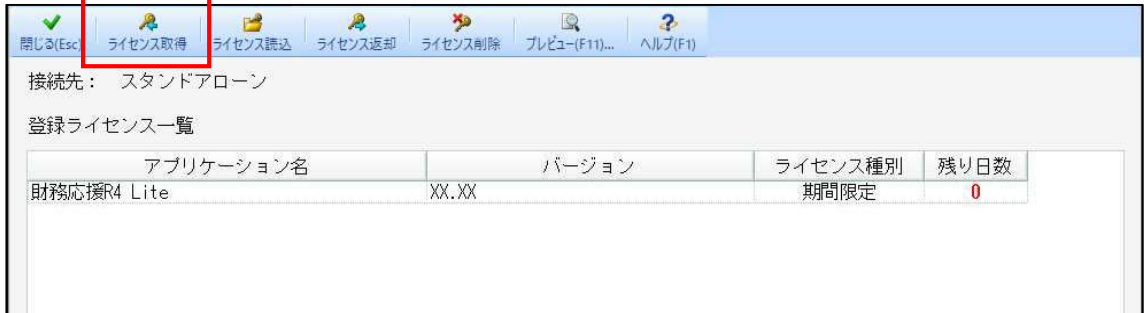 閉じる(Esc) ライセンス取得 ライセンス読込 ライセンス返却 ライセンス削除 プレビュー(F11)... ヘルプ(F1)
接続先： スタンドアローン
登録ライセンス一覧
アプリケーション名 バージョン ライセンス種別 残り日数
財務応援R4 Lite XX.XX 期間限定 0